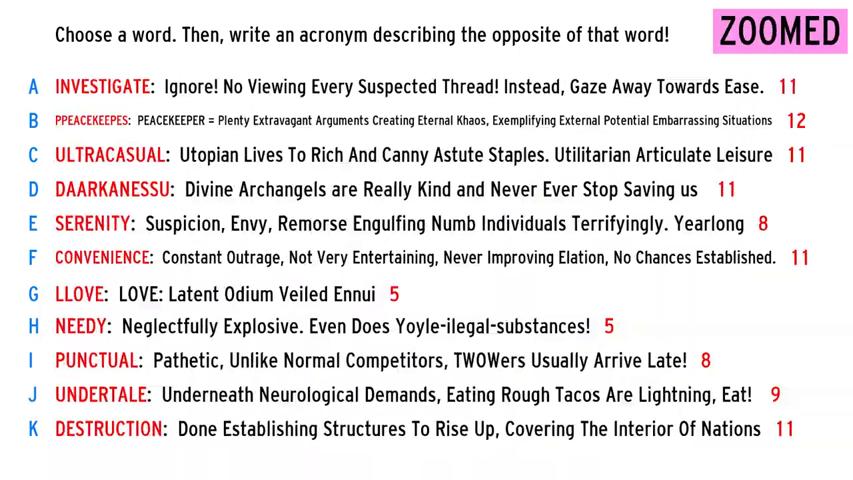 Choose a word. Then, write an acronym describing the opposite of that word! ZOOMED
A INVESTIGATE: Ignore! No Viewing Every Suspected Thread! Instead, Gaze Away Towards Ease. 11
B PPEACEKEEPES: PEACEKEEPER = Plenty Extravagant Arguments Creating Eternal Khaos, Exemplifying External Potential Embarrassing Situations 12
C ULTRACASUAL: Utopian Lives To Rich And Canny Astute Staples. Utilitarian Articulate Leisure 11
D DAARKANESSU: Divine Archangels are Really Kind and Never Ever Stop Saving us 11
E SERENITY: Suspicion, Envy, Remorse Engulfing Numb Individuals Terrifyingly. Yearlong 8
F CONVENIENCE: Constant Outrage, Not Very Entertaining, Never Improving Elation, No Chances Established. 11
G LLOVE: LOVE: Latent Odium Veiled Ennui 5
H NEEDY: Neglectfully Explosive. Even Does Yoyle-ilegal-substances! 5
I PUNCTUAL: Pathetic, Unlike Normal Competitors, TWOWers Usually Arrive Late! 8
J UNDERTALE: Underneath Neurological Demands, Eating Rough Tacos Are Lightning, Eat! 9
K DESTRUCTION: Done Establishing Structures To Rise Up, Covering The Interior Of Nations 11